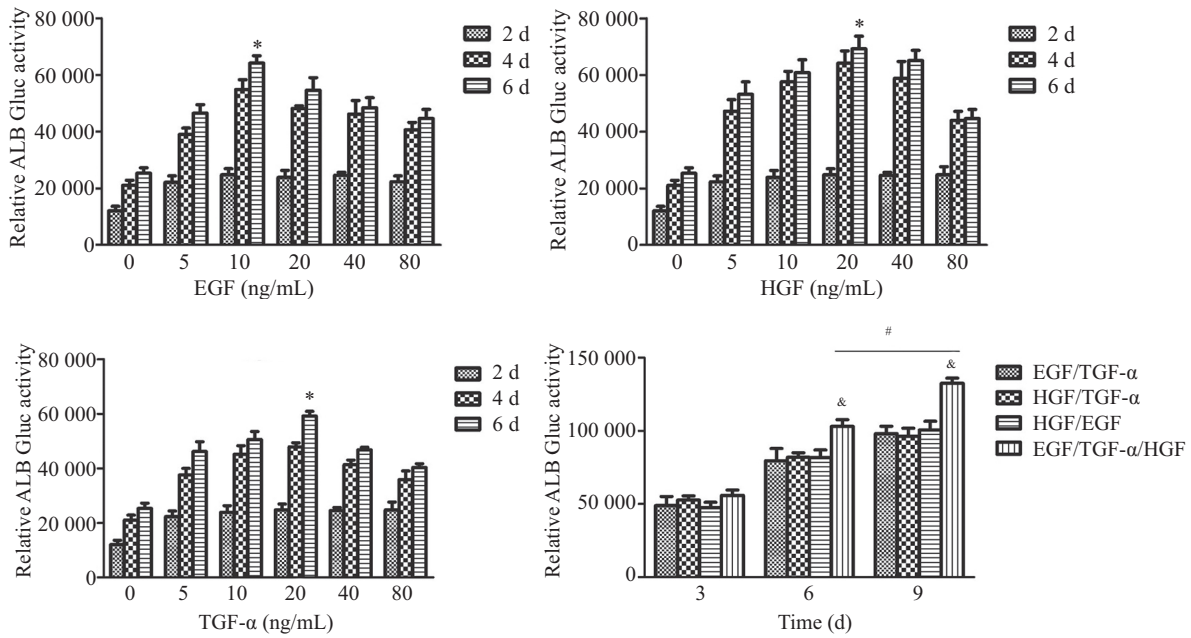 Relative ALB Gluc activity
80 000
60 000
40 000
20 000
0
*
2 d
4 d
6 d
0 5 10 20 40 80
EGF (ng/mL)
Relative ALB Gluc activity
80 000
60 000
40 000
20 000
0
*
2 d
4 d
6 d
0 5 10 20 40 80
HGF (ng/mL)
Relative ALB Gluc activity
80 000
60 000
40 000
20 000
0
*
2 d
4 d
6 d
0 5 10 20 40 80
TGF-α (ng/mL)
Relative ALB Gluc activity
150 000
100 000
50 000
0
#
&
&
EGF/TGF-α
HGF/TGF-α
HGF/EGF
EGF/TGF-α/HGF
3 6 9
Time (d)